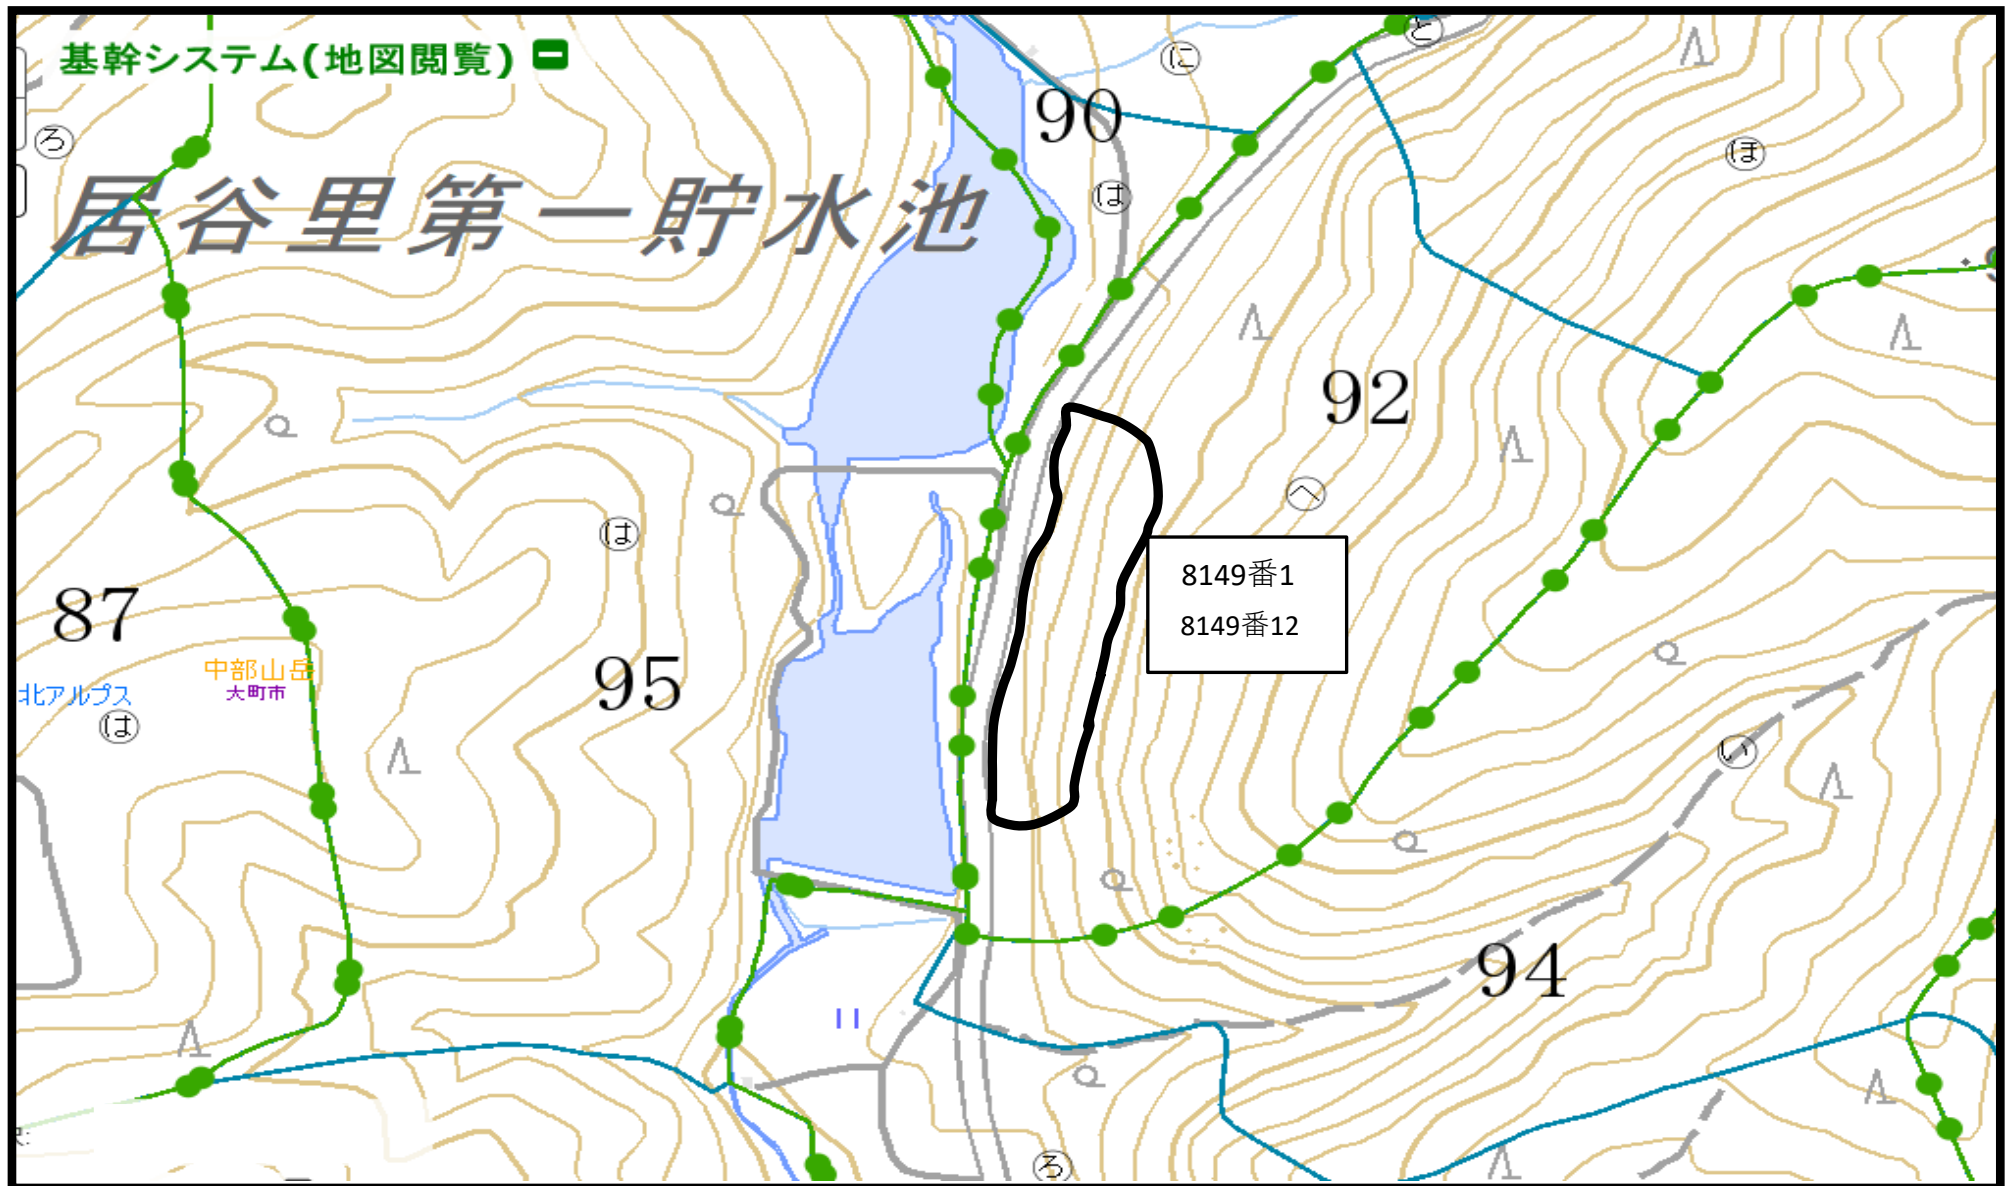 基幹システム(地図閲覧)
と
に
90
ろ
ほ
は
居谷里第一貯水池
92
へ
は
8149番1
8149番12
87
中部山岳
大町市
95
北アルプス
は
い
94
ろ